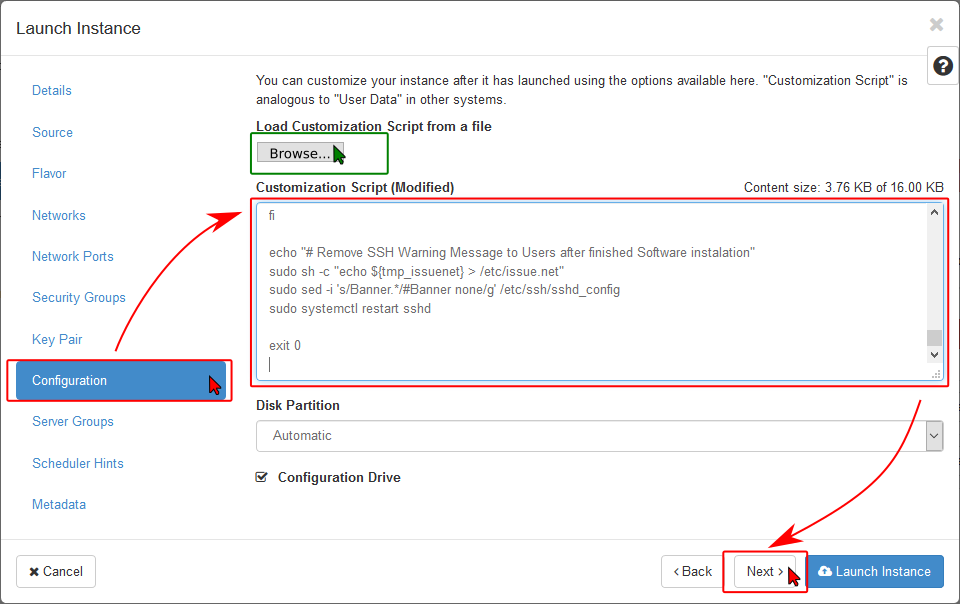 Launch Instance
Details
Source
Flavor
Networks
Network Ports
Security Groups
Key Pair
Configuration
Server Groups
Scheduler Hints
Metadata
You can customize your instance after it has launched using the options available here. "Customization Script" is
analogous to "User Data" in other systems.
Load Customization Script from a file
Browse...
Customization Script (Modified)
Content size: 3.76 KB of 16.00 KB
fi
echo "# Remove SSH Warning Message to Users after finished Software instalation"
sudo sh -c "echo ${tmp_issuenet} > /etc/issue.net"
sudo sed -i 's/Banner.*/#Banner none/g' /etc/ssh/sshd_config
sudo systemctl restart sshd
exit 0
Disk Partition
Automatic
Configuration Drive
Cancel
Back
Next
Launch Instance